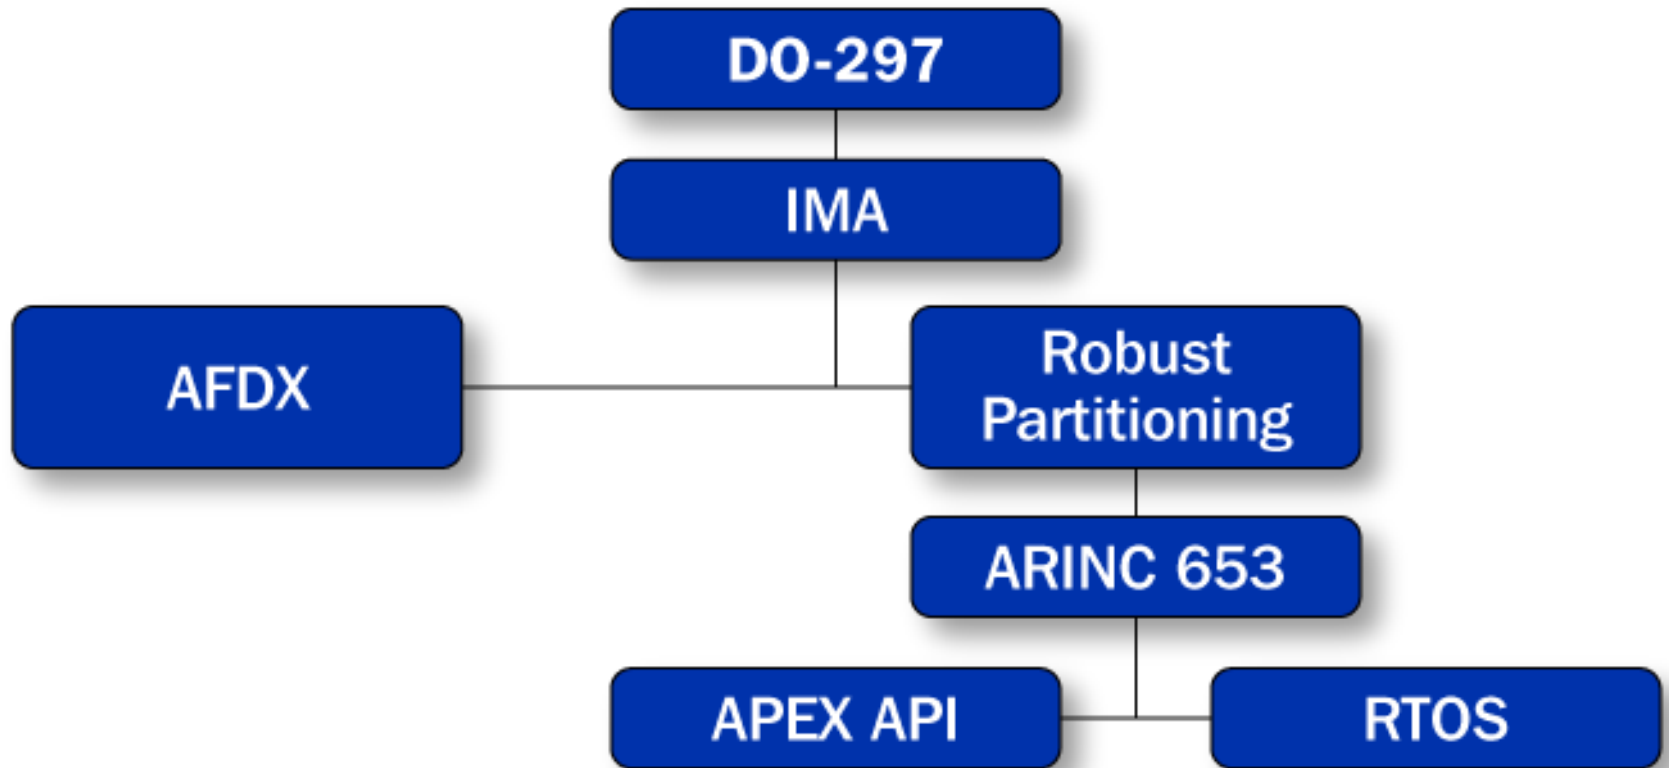 DO-297
IMA
AFDX
Robust
Partitioning
ARINC 653
APEX API
RTOS